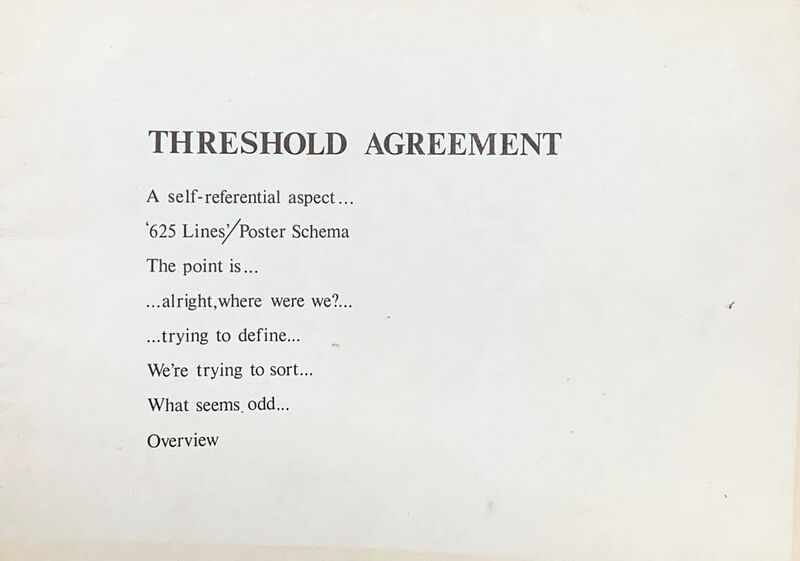 THRESHOLD AGREEMENT
A self-referential aspect...
‘625 Lines’/Poster Schema
The point is...
...alright,where were we?...
...trying to define...
We're trying to sort...
What seems. odd...
Overview